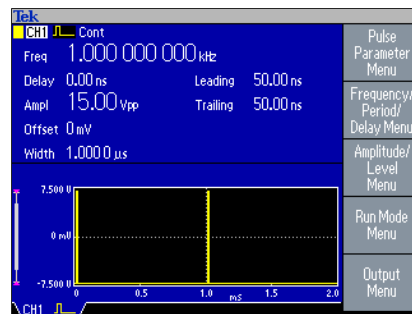 Tek
CH1 Cont
Freq 1.000 000 000 kHz
Delay 0.00 ns Leading 50.00 ns
Ampl 15.00 Vpp Trailing 50.00 ns
Offset 0 mV
Width 1.000 0 µs
7.500 V
0 mV
-7.500 V
0 0.5 1.0 ms 1.5 2.0
CH1
Pulse
Parameter
Menu
Frequency/
Period/
Delay Menu
Amplitude/
Level
Menu
Run Mode
Menu
Output
Menu